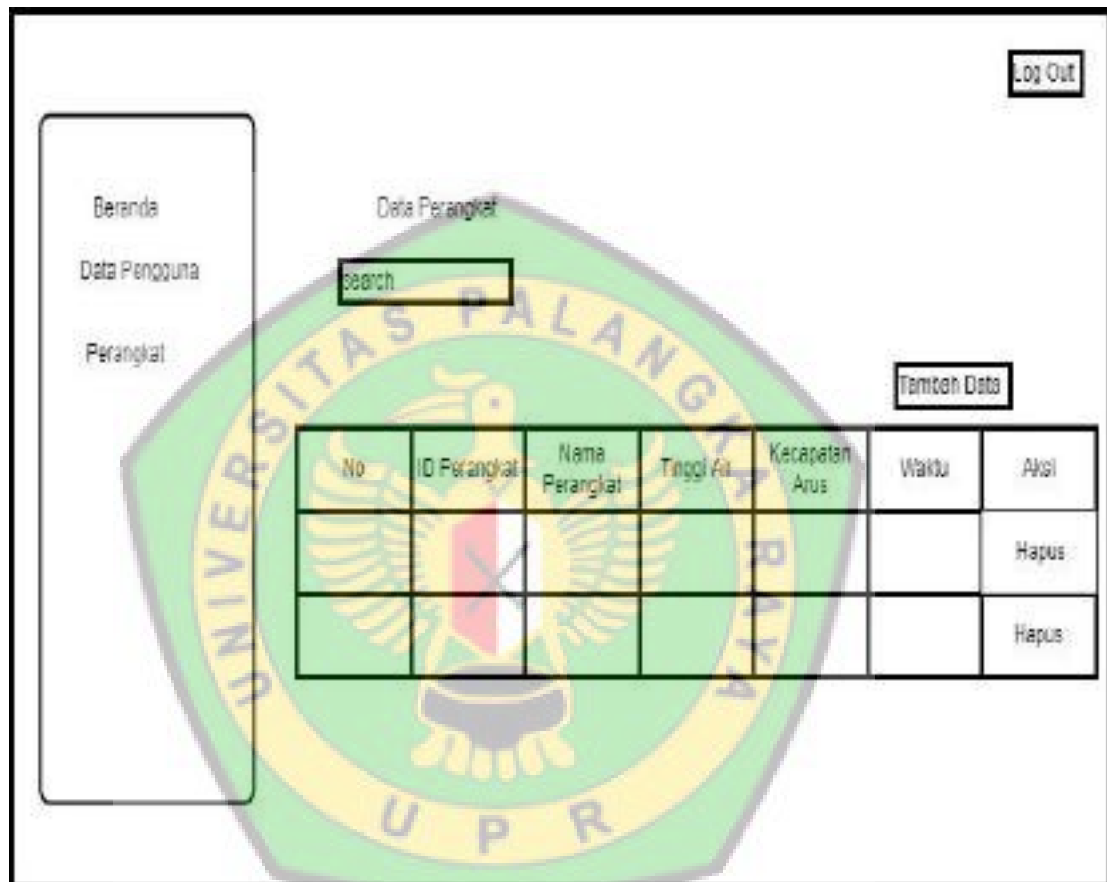 Log Out
Beranda
Data Pengguna
Perangkat
Data Perangkat
search
Tambah Data
No
ID Perangkat
Nama
Perangkat
Tinggi Air
Kecapatan
Arus
Waktu
Aksi
Hapus
Hapus
UNIVERSITAS PALANGKA RAYA
UPR